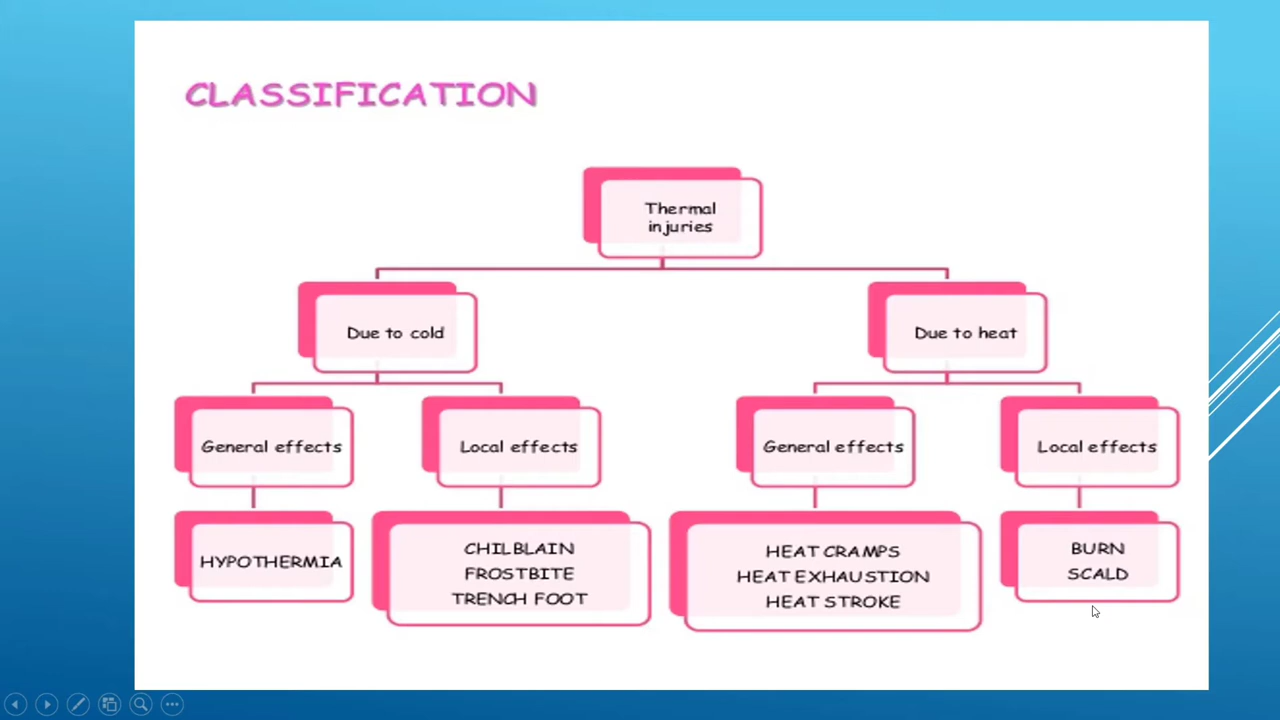 CLASSIFICATION
Thermal
injuries
Due to cold
Due to heat
General effects
Local effects
General effects
Local effects
HYPOTHERMIA
CHILBLAIN
FROSTBITE
TRENCH FOOT
HEAT CRAMPS
HEAT EXHAUSTION
HEAT STROKE
BURN
SCALD